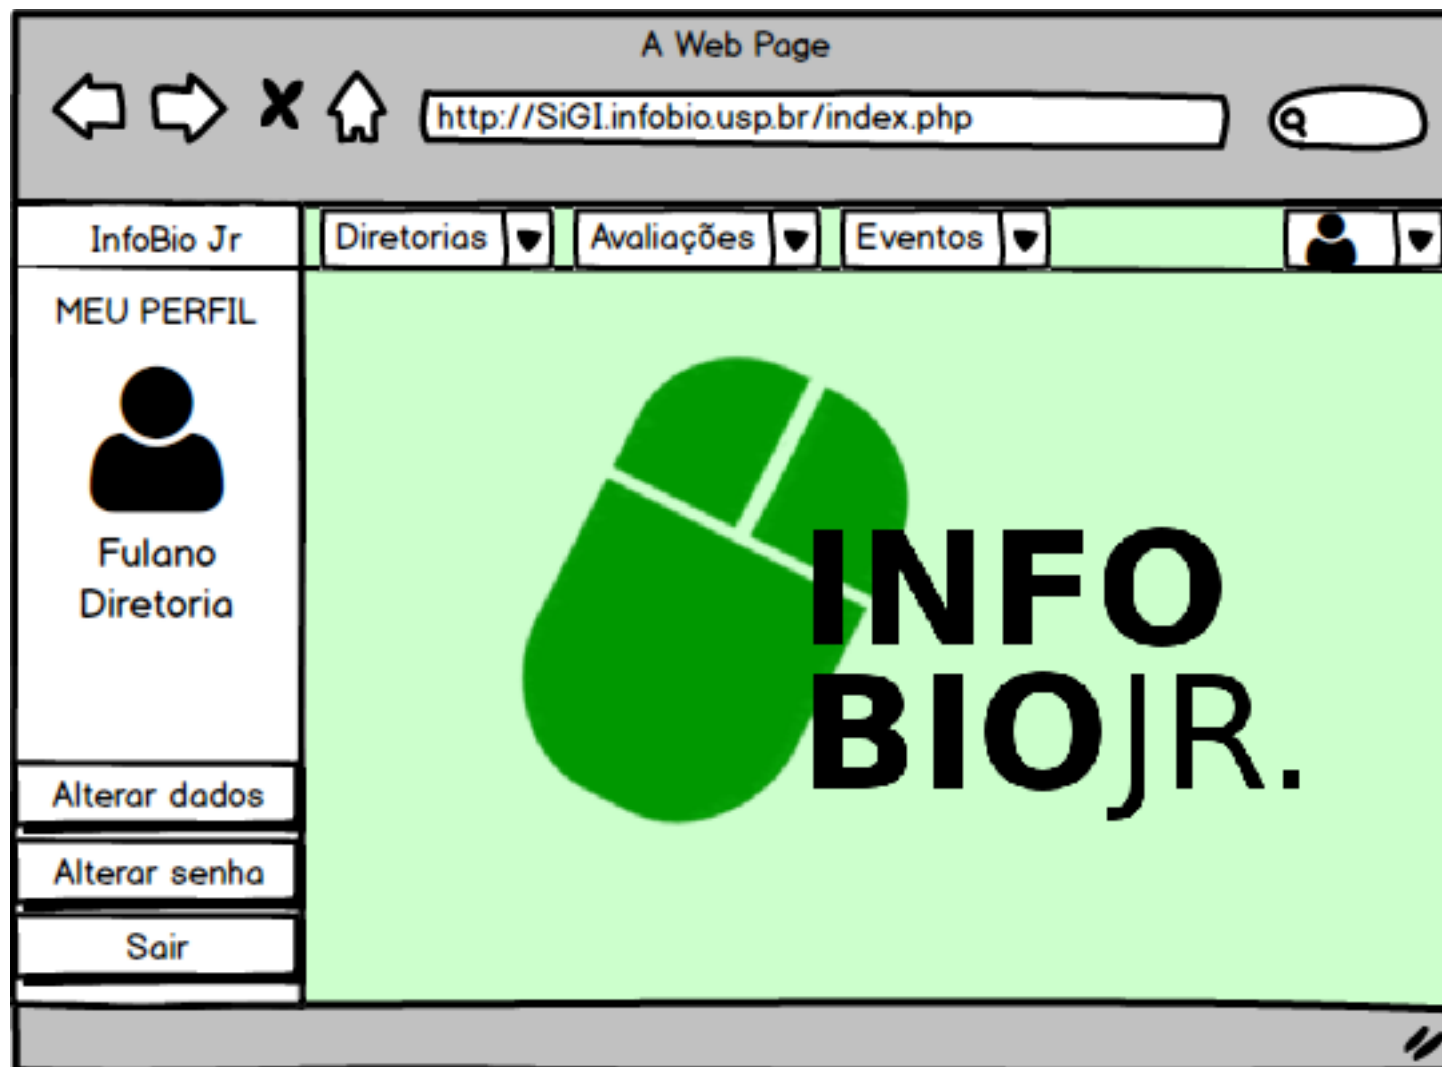 A Web Page
http://SiGI.infobio.usp.br/index.php
InfoBio Jr
Diretorias
Avaliações
Eventos
MEU PERFIL
Fulano
Diretoria
INFO
BIOJR.
Alterar dados
Alterar senha
Sair